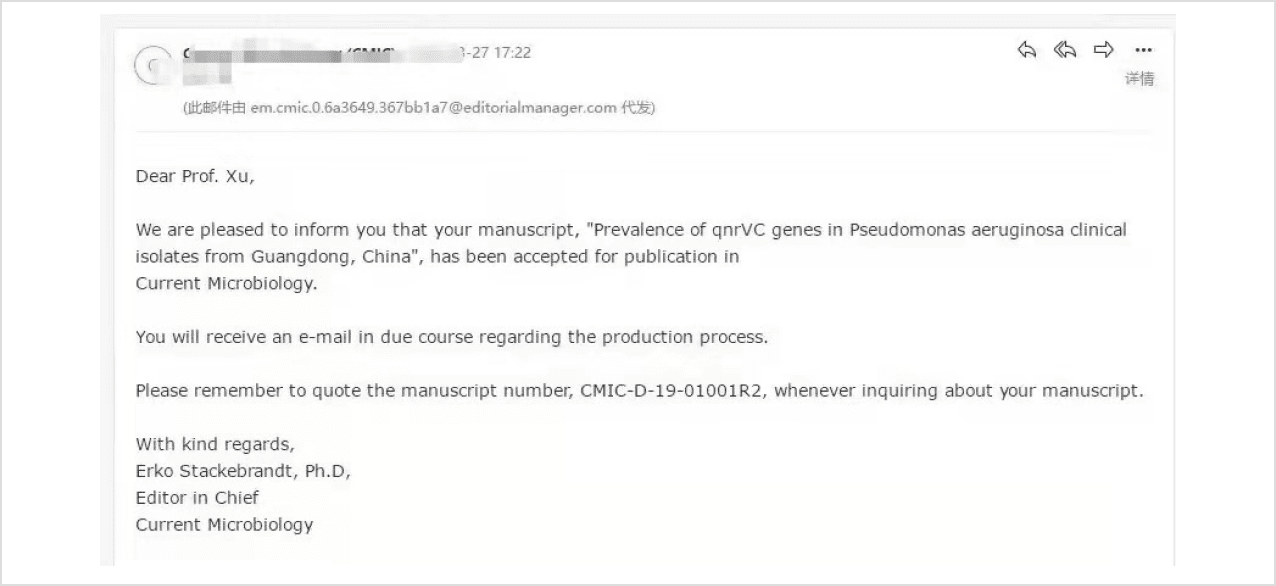 (CMIC)
-27 17:22
详情
(此邮件由 em.cmic.0.6a3649.367bb1a7@editorialmanager.com 代发)
Dear Prof. Xu,
We are pleased to inform you that your manuscript, "Prevalence of qnrVC genes in Pseudomonas aeruginosa clinical
isolates from Guangdong, China", has been accepted for publication in
Current Microbiology.
You will receive an e-mail in due course regarding the production process.
Please remember to quote the manuscript number, CMIC-D-19-01001R2, whenever inquiring about your manuscript.
With kind regards,
Erko Stackebrandt, Ph.D,
Editor in Chief
Current Microbiology